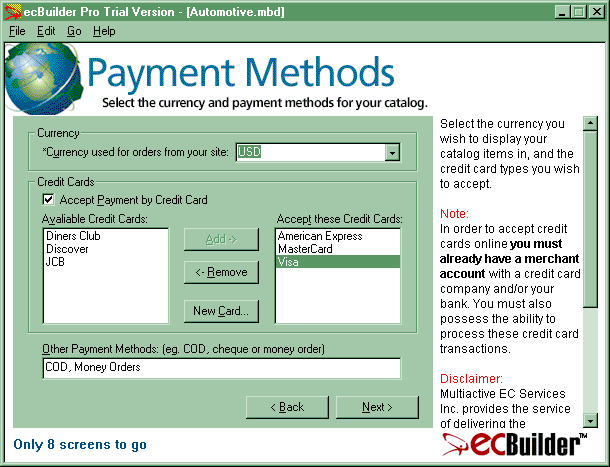 ecBuilder Pro Trial Version - [Automotive.mbd]
File Edit Go Help
Payment Methods
Select the currency and payment methods for your catalog.
Currency
*Currency used for orders from your site: USD
Credit Cards
Accept Payment by Credit Card
Available Credit Cards:
Diners Club
Discover
JCB
Add ->
<- Remove
New Card...
Accept these Credit Cards:
American Express
MasterCard
Visa
Other Payment Methods: (eg. COD, cheque or money order)
COD, Money Orders
< Back
Next >
Only 8 screens to go
Select the currency you
wish to display your
catalog items in, and the
credit card types you wish
to accept.
Note:
In order to accept credit
cards online you must
already have a merchant
account with a credit card
company and/or your
bank. You must also
possess the ability to
process these credit card
transactions.
Disclaimer:
Multiactive EC Services
Inc. provides the service
of delivering the
ecBuilder™